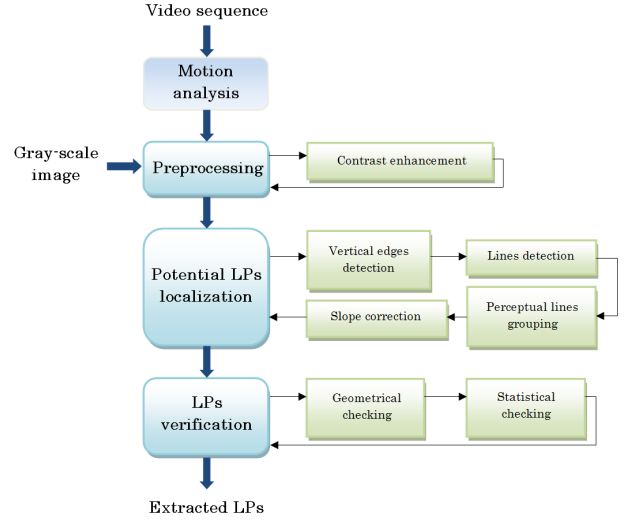 Video sequence
Motion
analysis
Gray-scale
image
Preprocessing
Contrast enhancement
Potential LPs
localization
Vertical edges
detection
Lines detection
Perceptual lines
grouping
Slope correction
LPs
verification
Geometrical
checking
Statistical
checking
Extracted LPs